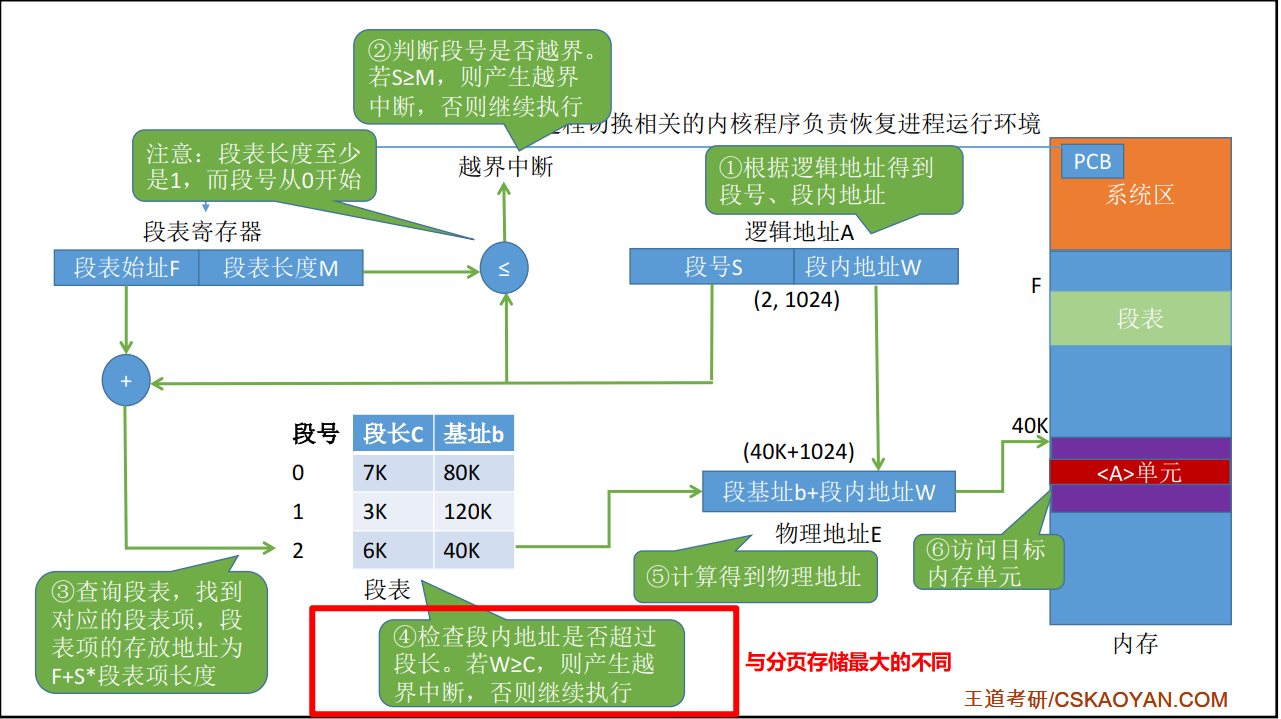 ②判断段号是否越界。
若S≥M，则产生越界
中断，否则继续执行
程切换相关的内核程序负责恢复进程运行环境
注意：段表长度至少
是1，而段号从0开始
越界中断
①根据逻辑地址得到
段号、段内地址
PCB
系统区
段表寄存器
逻辑地址A
段表始址F
段表长度M
≤
段号S
段内地址W
(2, 1024)
F
段表
+
段号
段长C
基址b
0
7K
80K
1
3K
120K
2
6K
40K
段表
(40K+1024)
段基址b+段内地址W
物理地址E
40K
<A>单元
③查询段表，找到
对应的段表项，段
表项的存放地址为
F+S*段表项长度
④检查段内地址是否超过
段长。若W≥C，则产生越
界中断，否则继续执行
与分页存储最大的不同
⑤计算得到物理地址
⑥访问目标
内存单元
内存
王道考研/CSKAOYAN.COM